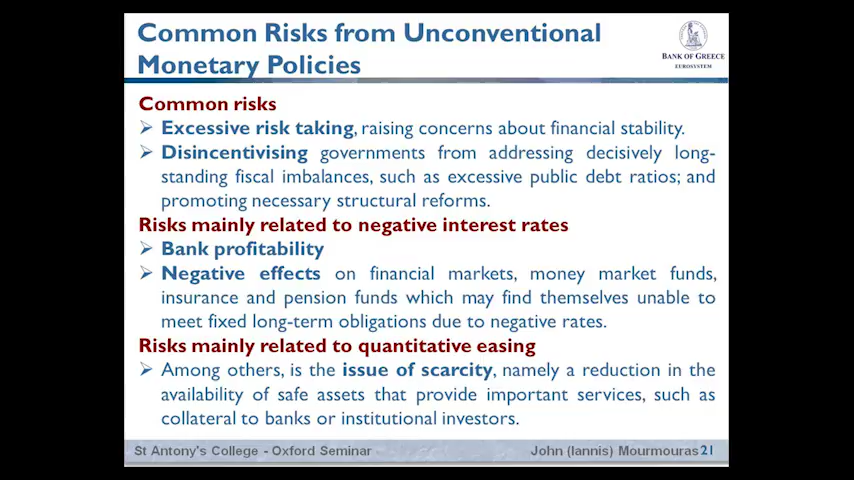 Common Risks from Unconventional
Monetary Policies
BANK OF GREECE
EUROSYSTEM
Common risks
➢ Excessive risk taking, raising concerns about financial stability.
➢ Disincentivising governments from addressing decisively long-
standing fiscal imbalances, such as excessive public debt ratios; and
promoting necessary structural reforms.
Risks mainly related to negative interest rates
➢ Bank profitability
➢ Negative effects on financial markets, money market funds,
insurance and pension funds which may find themselves unable to
meet fixed long-term obligations due to negative rates.
Risks mainly related to quantitative easing
➢ Among others, is the issue of scarcity, namely a reduction in the
availability of safe assets that provide important services, such as
collateral to banks or institutional investors.
St Antony's College - Oxford Seminar
John (Iannis) Mourmouras 21